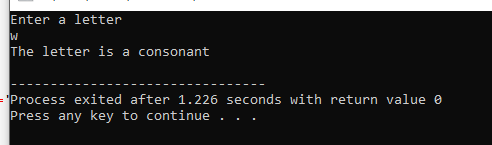 Enter a letter
w
The letter is a consonant
--------------------------------
Process exited after 1.226 seconds with return value 0
Press any key to continue . . .